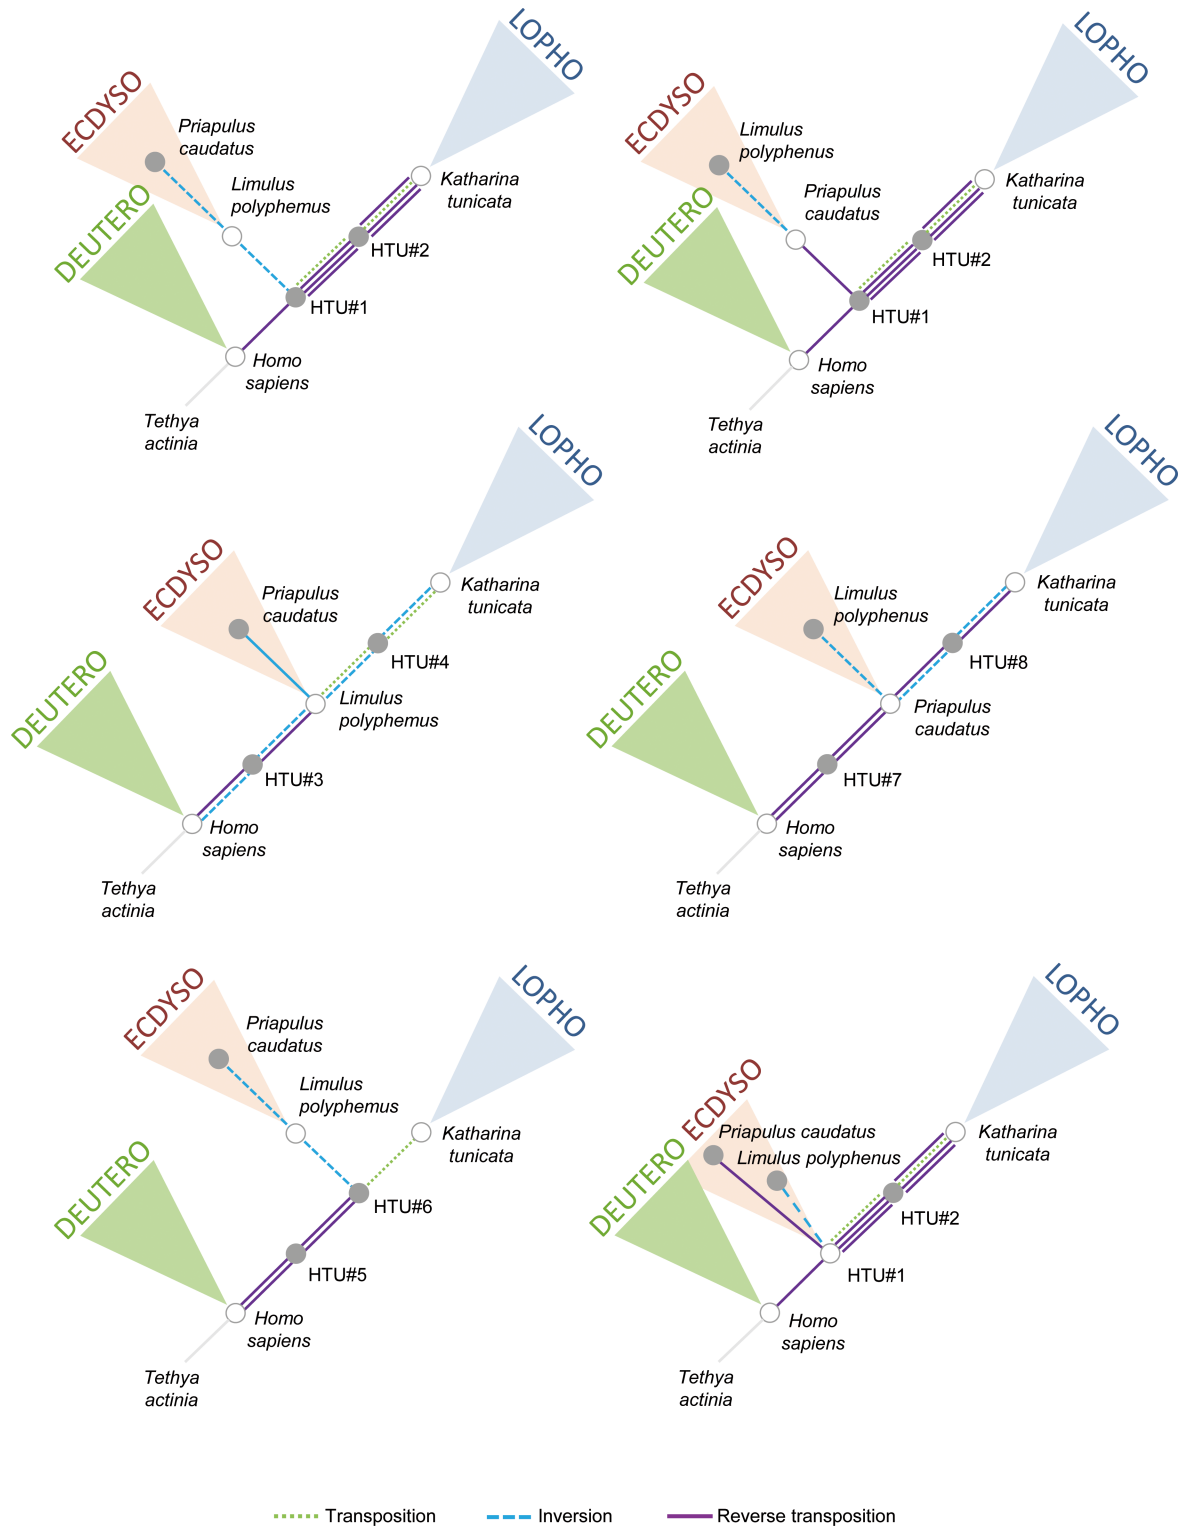 LOPHO
ECDYSO
Priapulus
caudatus
Limulus
polyphemus
DEUTERO
Katharina
tunicata
HTU#2
HTU#1
Homo
sapiens
Tethya
actinia
LOPHO
ECDYSO
Limulus
polyphenus
Priapulus
caudatus
DEUTERO
Katharina
tunicata
HTU#2
HTU#1
Homo
sapiens
Tethya
actinia
LOPHO
ECDYSO
Priapulus
caudatus
Katharina
tunicata
HTU#4
DEUTERO
Limulus
polyphemus
HTU#3
Homo
sapiens
Tethya
actinia
LOPHO
ECDYSO
Limulus
polyphenus
Katharina
tunicata
HTU#8
DEUTERO
Priapulus
caudatus
HTU#7
Homo
sapiens
Tethya
actinia
LOPHO
ECDYSO
Priapulus
caudatus
Limulus
polyphemus
Katharina
tunicata
DEUTERO
HTU#6
HTU#5
Homo
sapiens
Tethya
actinia
LOPHO
ECDYSO
Priapulus caudatus
Limulus polyphenus
Katharina
tunicata
DEUTERO
HTU#2
HTU#1
Homo
sapiens
Tethya
actinia
Transposition Inversion Reverse transposition